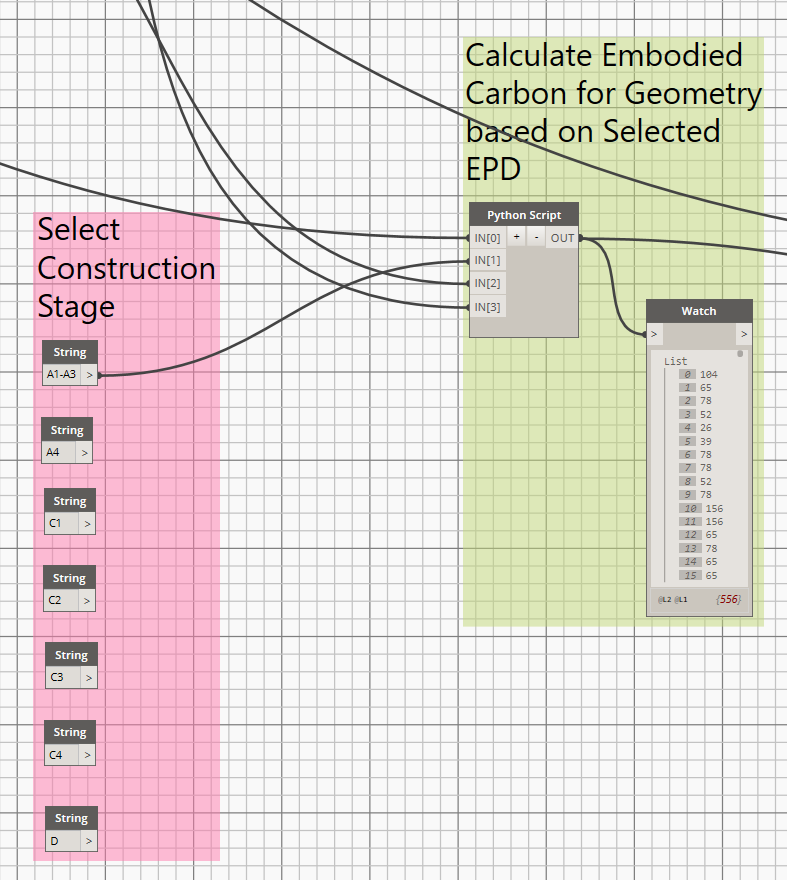 Calculate Embodied
Carbon for Geometry
based on Selected
EPD
Python Script
IN[0] + - OUT
IN[1]
IN[2]
IN[3]
Select
Construction
Stage
String
A1-A3 >
String
A4 >
String
C1 >
String
C2 >
String
C3 >
String
C4 >
String
D >
Watch
> >
List
0 104
1 65
2 78
3 52
4 26
5 39
6 78
7 78
8 52
9 78
10 156
11 156
12 65
13 78
14 65
15 65
@L2 @L1 {556}